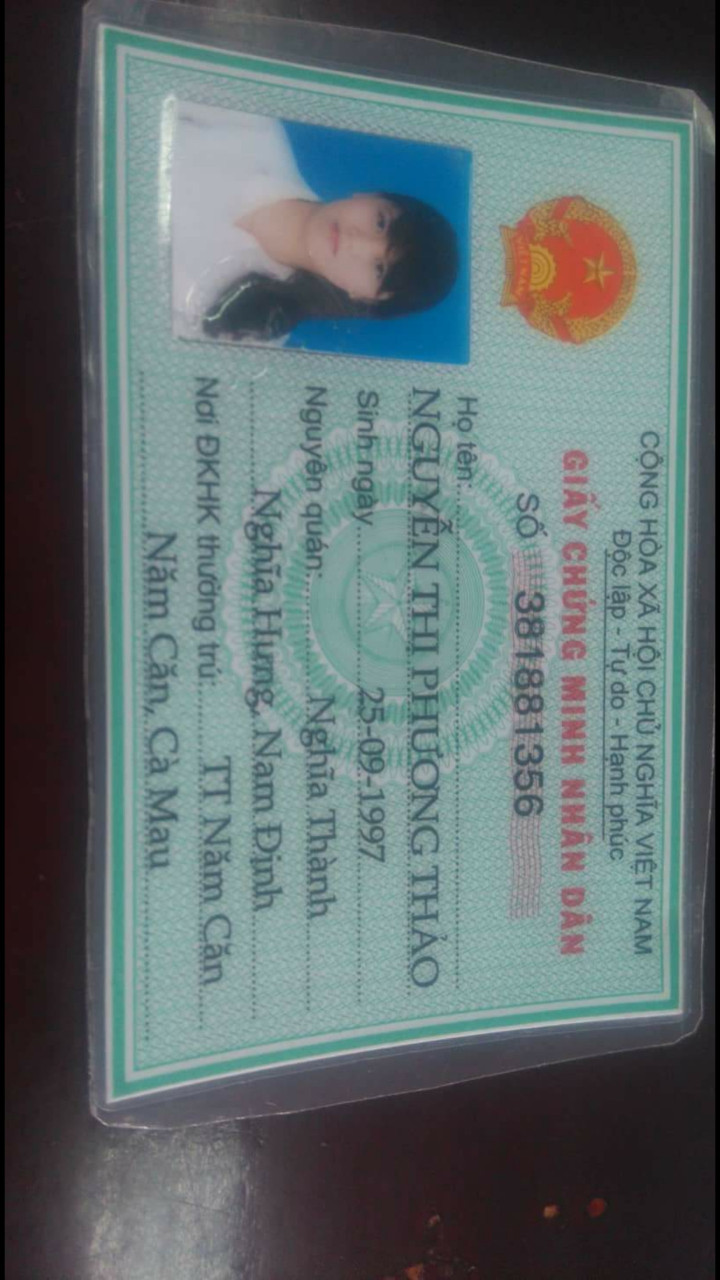 CỘNG HÒA XÃ HỘI CHỦ NGHĨA VIỆT NAM
Độc lập - Tự do - Hạnh phúc
GIẤY CHỨNG MINH NHÂN DÂN
SỐ 381881356
Họ tên:
NGUYỄN THỊ PHƯƠNG THẢO
Sinh ngày 25-09-1997
Nguyên quán Nghĩa Thành
Nghĩa Hưng, Nam Định
Nơi ĐKHK thường trú: TT Năm Căn
Năm Căn, Cà Mau
VIỆT NAM